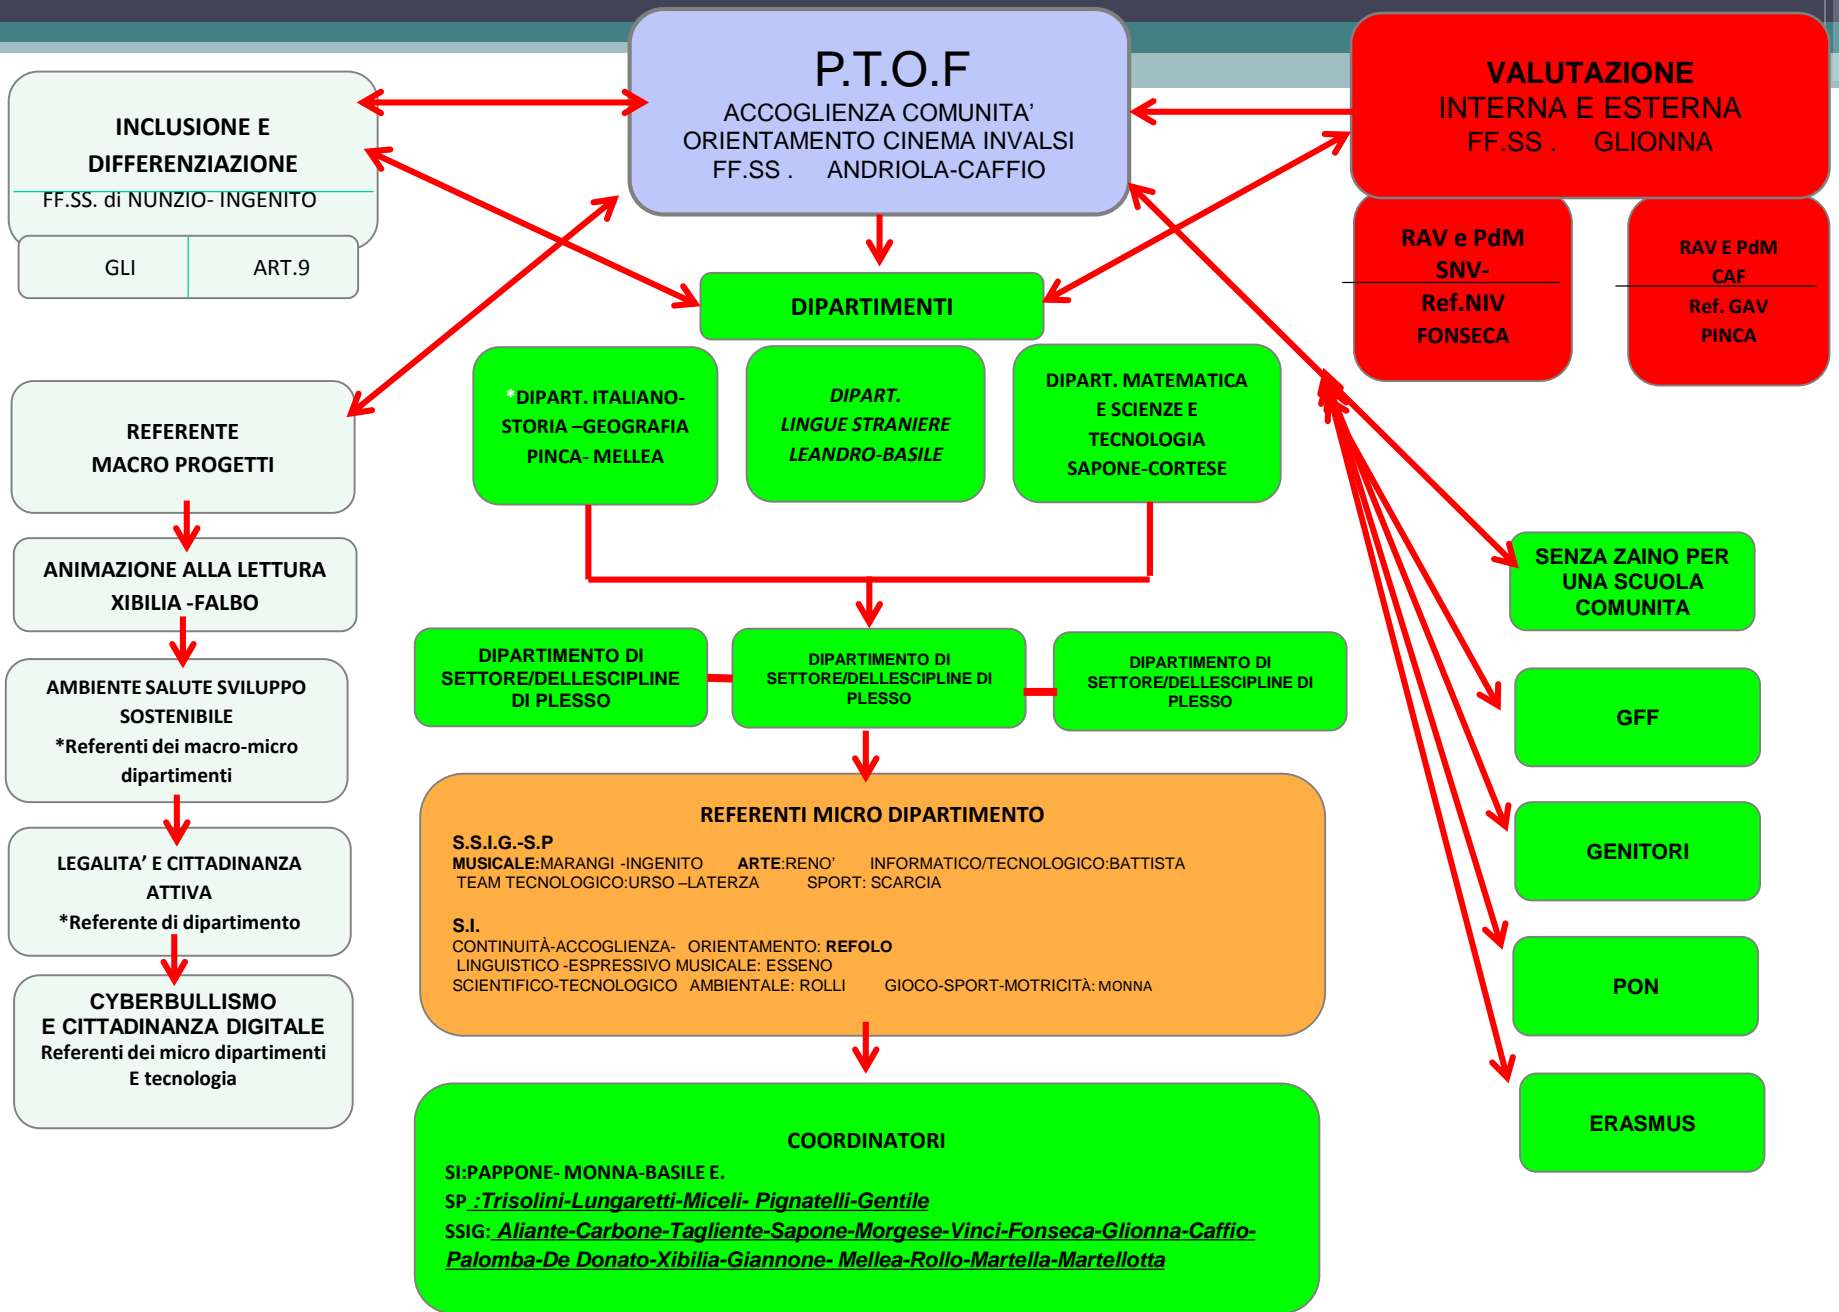 P.T.O.F
ACCOGLIENZA COMUNITA’
ORIENTAMENTO CINEMA INVALSI
FF.SS . ANDRIOLA-CAFFIO
VALUTAZIONE
INTERNA E ESTERNA
FF.SS . GLIONNA
INCLUSIONE E
DIFFERENZIAZIONE
FF.SS. di NUNZIO- INGENITO
GLI ART.9
RAV e PdM
SNV-
Ref.NIV
FONSECA
RAV E PdM
CAF
Ref. GAV
PINCA
DIPARTIMENTI
*DIPART. ITALIANO-
STORIA –GEOGRAFIA
PINCA- MELLEA
DIPART.
LINGUE STRANIERE
LEANDRO-BASILE
DIPART. MATEMATICA
E SCIENZE E
TECNOLOGIA
SAPONE-CORTESE
REFERENTE
MACRO PROGETTI
ANIMAZIONE ALLA LETTURA
XIBILIA -FALBO
AMBIENTE SALUTE SVILUPPO
SOSTENIBILE
*Referenti dei macro-micro
dipartimenti
LEGALITA’ E CITTADINANZA
ATTIVA
*Referente di dipartimento
CYBERBULLISMO
E CITTADINANZA DIGITALE
Referenti dei micro dipartimenti
E tecnologia
DIPARTIMENTO DI
SETTORE/DELLESCIPLINE
DI PLESSO
DIPARTIMENTO DI
SETTORE/DELLESCIPLINE DI
PLESSO
DIPARTIMENTO DI
SETTORE/DELLESCIPLINE DI
PLESSO
REFERENTI MICRO DIPARTIMENTO
S.S.I.G.-S.P
MUSICALE:MARANGI -INGENITO ARTE:RENO’ INFORMATICO/TECNOLOGICO:BATTISTA
TEAM TECNOLOGICO:URSO –LATERZA SPORT: SCARCIA
S.I.
CONTINUITÀ-ACCOGLIENZA- ORIENTAMENTO: REFOLO
LINGUISTICO -ESPRESSIVO MUSICALE: ESSENO
SCIENTIFICO-TECNOLOGICO AMBIENTALE: ROLLI GIOCO-SPORT-MOTRICITÀ: MONNA
COORDINATORI
SI:PAPPONE- MONNA-BASILE E.
SP :Trisolini-Lungaretti-Miceli- Pignatelli-Gentile
SSIG: Aliante-Carbone-Tagliente-Sapone-Morgese-Vinci-Fonseca-Glionna-Caffio-
Palomba-De Donato-Xibilia-Giannone- Mellea-Rollo-Martella-Martellotta
SENZA ZAINO PER
UNA SCUOLA
COMUNITA
GFF
GENITORI
PON
ERASMUS